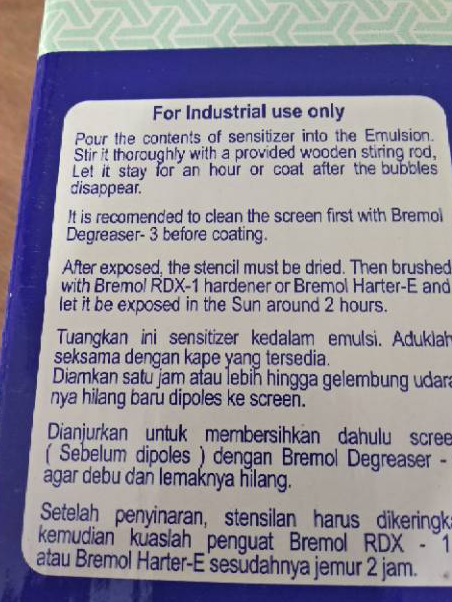 For Industrial use only
Pour the contents of sensitizer into the Emulsion.
Stir it thoroughly with a provided wooden stiring rod,
Let it stay for an hour or coat after the bubbles
disappear.
It is recomended to clean the screen first with Bremol
Degreaser- 3 before coating.
After exposed, the stencil must be dried. Then brushed
with Bremol RDX-1 hardener or Bremol Harter-E and
let it be exposed in the Sun around 2 hours.
Tuangkan ini sensitizer kedalam emulsi. Aduklah
seksama dengan kape yang tersedia.
Diamkan satu jam atau lebih hingga gelembung udara
nya hilang baru dipoles ke screen.
Dianjurkan untuk membersihkan dahulu scree
( Sebelum dipoles ) dengan Bremol Degreaser -
agar debu dan lemaknya hilang.
Setelah penyinaran, stensilan harus dikeringka
kemudian kuaslah penguat Bremol RDX - 1
atau Bremol Harter-E sesudahnya jemur 2 jam.